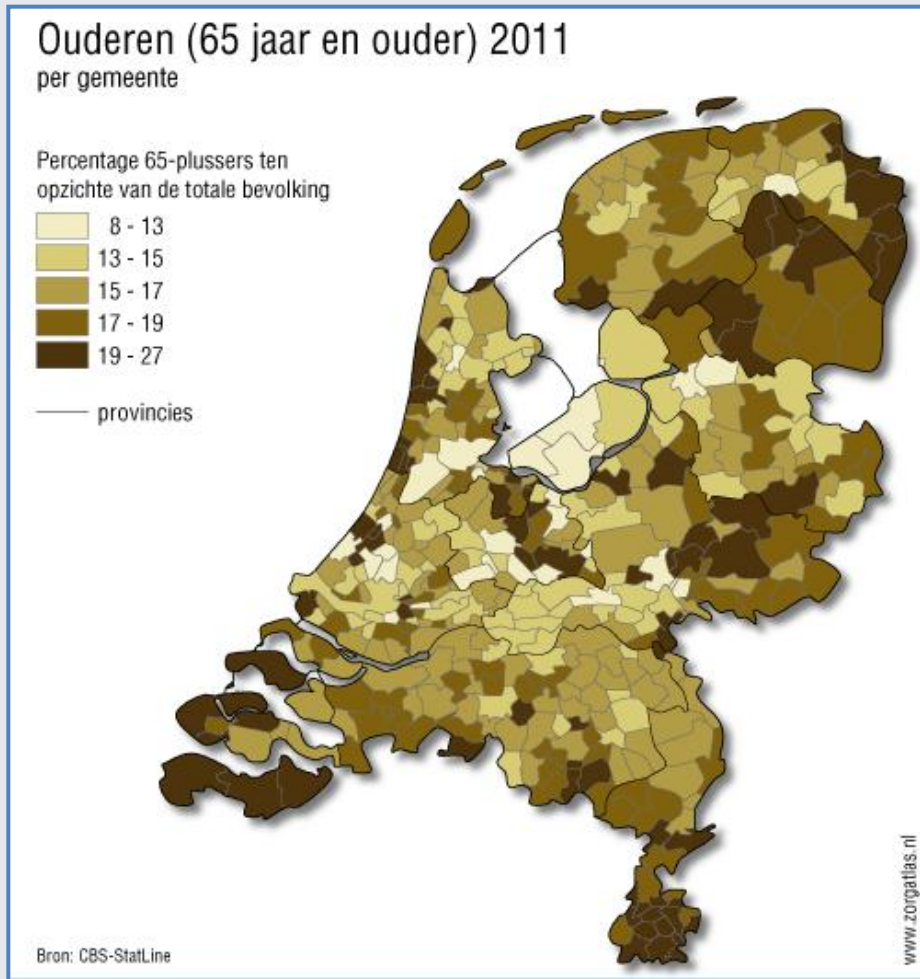 Ouderen (65 jaar en ouder) 2011
per gemeente
Percentage 65-plussers ten
opzichte van de totale bevolking
8 - 13
13 - 15
15 - 17
17 - 19
19 - 27
provincies
Bron: CBS-StatLine
www.zorgatlas.nl